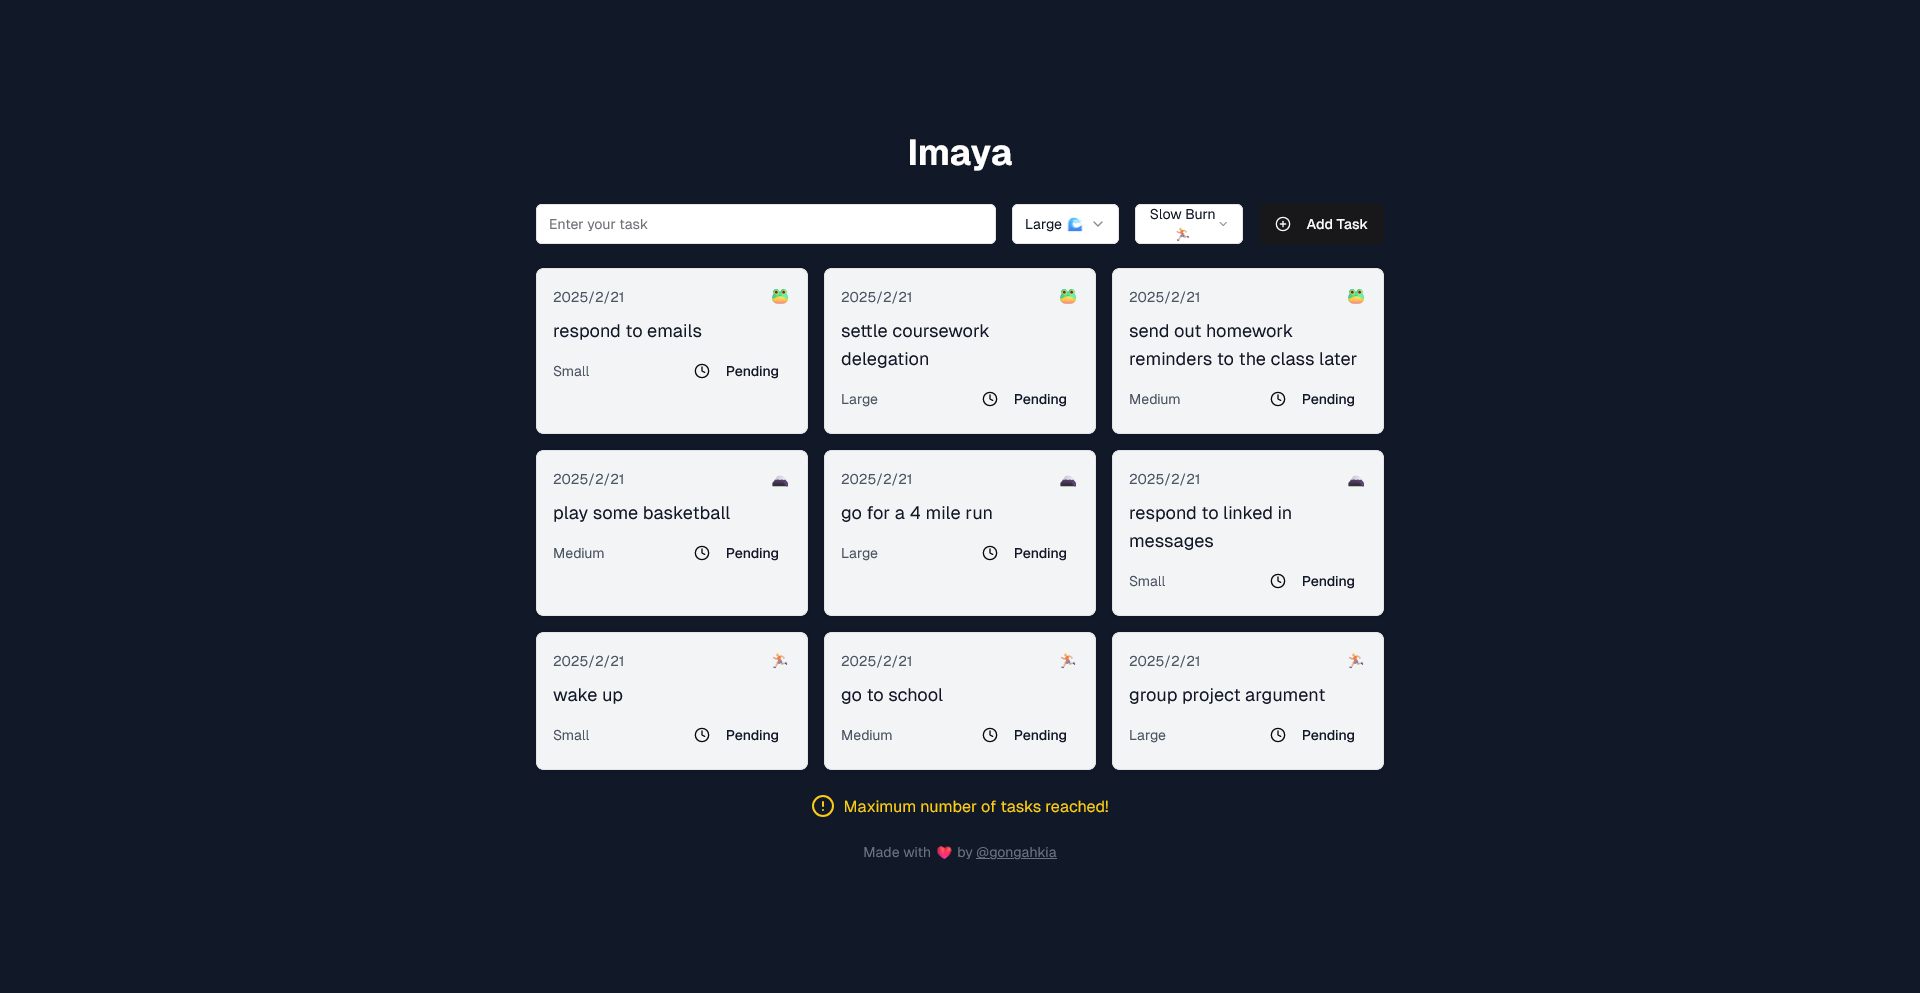 Imaya
Enter your task
Large 🌊
Slow Burn
🏃
Add Task
2025/2/21 🐸
respond to emails
Small Pending
2025/2/21 🐸
settle coursework
delegation
Large Pending
2025/2/21 🐸
send out homework
reminders to the class later
Medium Pending
2025/2/21 🌋
play some basketball
Medium Pending
2025/2/21 🌋
go for a 4 mile run
Large Pending
2025/2/21 🌋
respond to linked in
messages
Small Pending
2025/2/21 🏃
wake up
Small Pending
2025/2/21 🏃
go to school
Medium Pending
2025/2/21 🏃
group project argument
Large Pending
Maximum number of tasks reached!
Made with ❤️ by @gongahkia